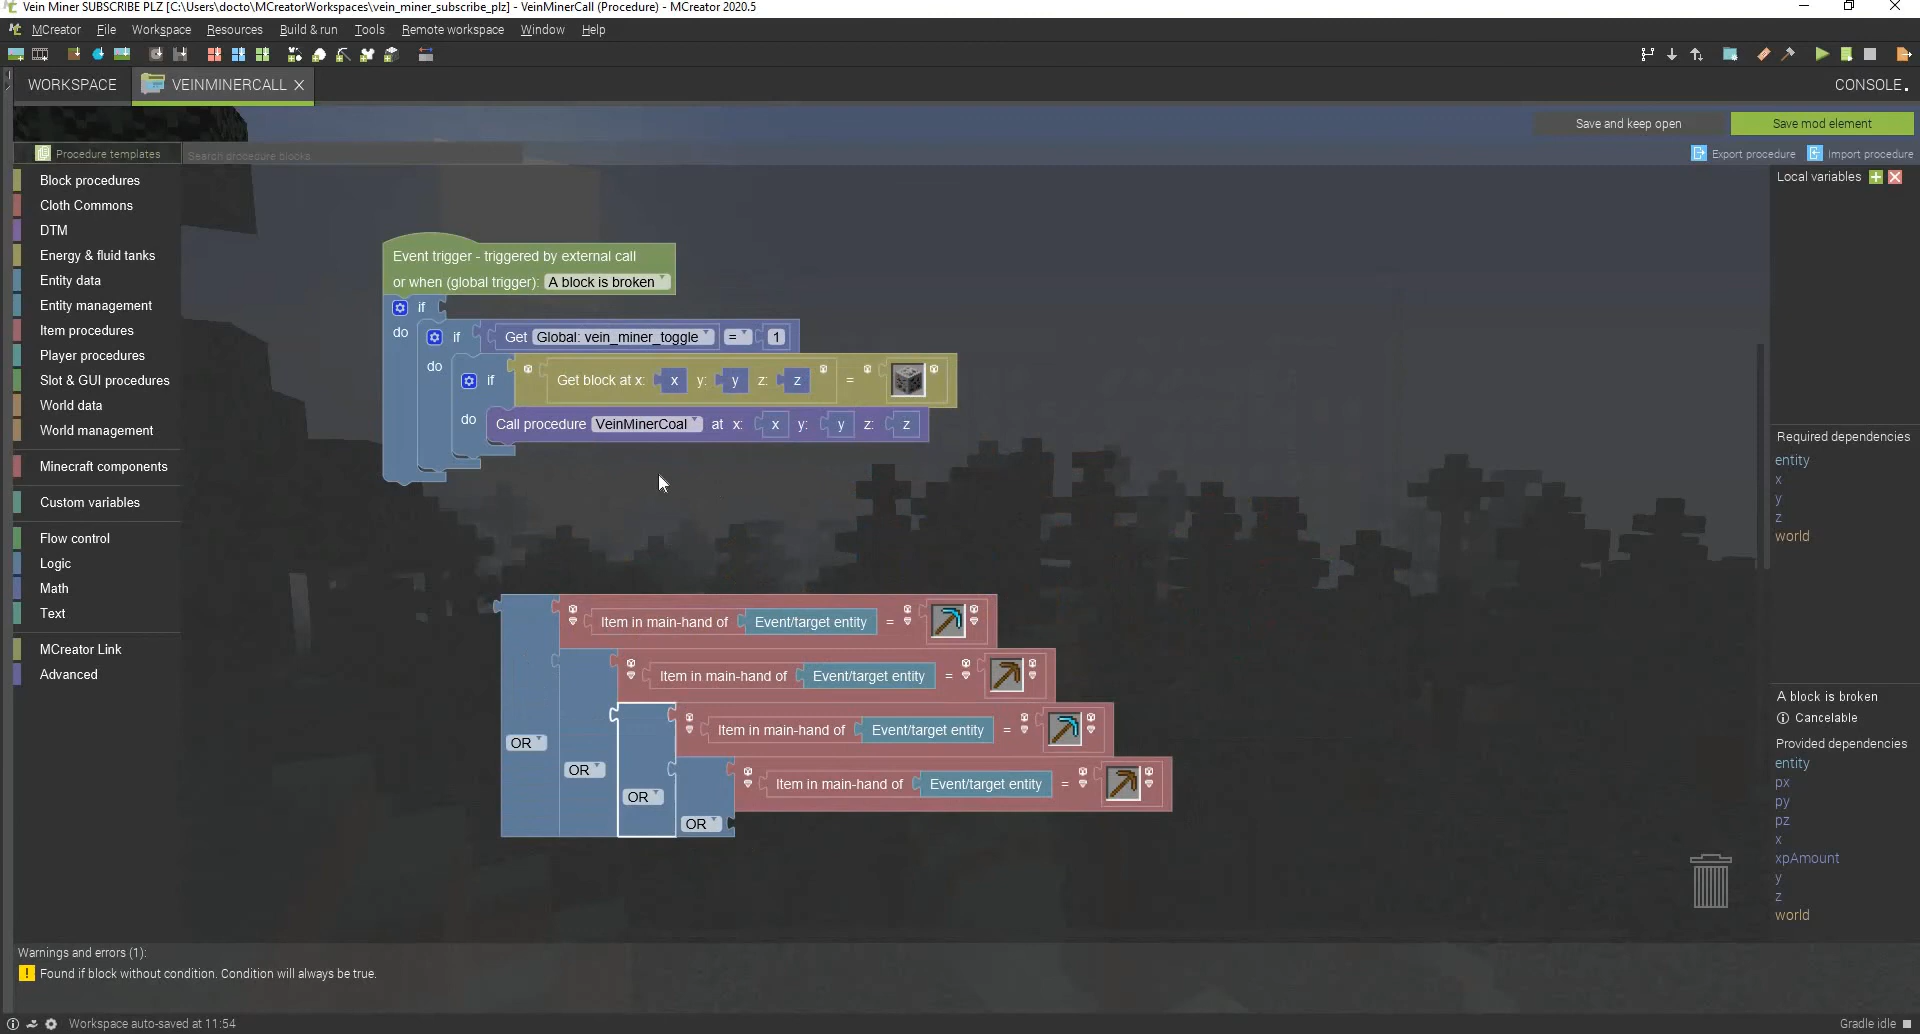 Vein Miner SUBSCRIBE PLZ [C:\Users\docto\MCreatorWorkspaces\vein_miner_subscribe_plz] - VeinMinerCall (Procedure) - MCreator 2020.5
MCreator File Workspace Resources Build & run Tools Remote workspace Window Help
WORKSPACE VEINMINERCALL CONSOLE
Save and keep open Save mod element
Procedure templates Search procedure blocks Export procedure Import procedure
Block procedures
Cloth Commons
DTM
Energy & fluid tanks
Entity data
Entity management
Item procedures
Player procedures
Slot & GUI procedures
World data
World management
Minecraft components
Custom variables
Flow control
Logic
Math
Text
MCreator Link
Advanced
Event trigger - triggered by external call
or when (global trigger): A block is broken
if
do if Get Global: vein_miner_toggle = 1
do if Get block at x: x y: y z: z =
do Call procedure VeinMinerCoal at x: x y: y z: z
Item in main-hand of Event/target entity =
Item in main-hand of Event/target entity =
Item in main-hand of Event/target entity =
Item in main-hand of Event/target entity =
OR
OR
OR
OR
Local variables
Required dependencies
entity
x
y
z
world
A block is broken
Cancelable
Provided dependencies
entity
px
py
pz
x
xpAmount
y
z
world
Warnings and errors (1):
Found if block without condition. Condition will always be true.
Workspace auto-saved at 11:54 Gradle idle